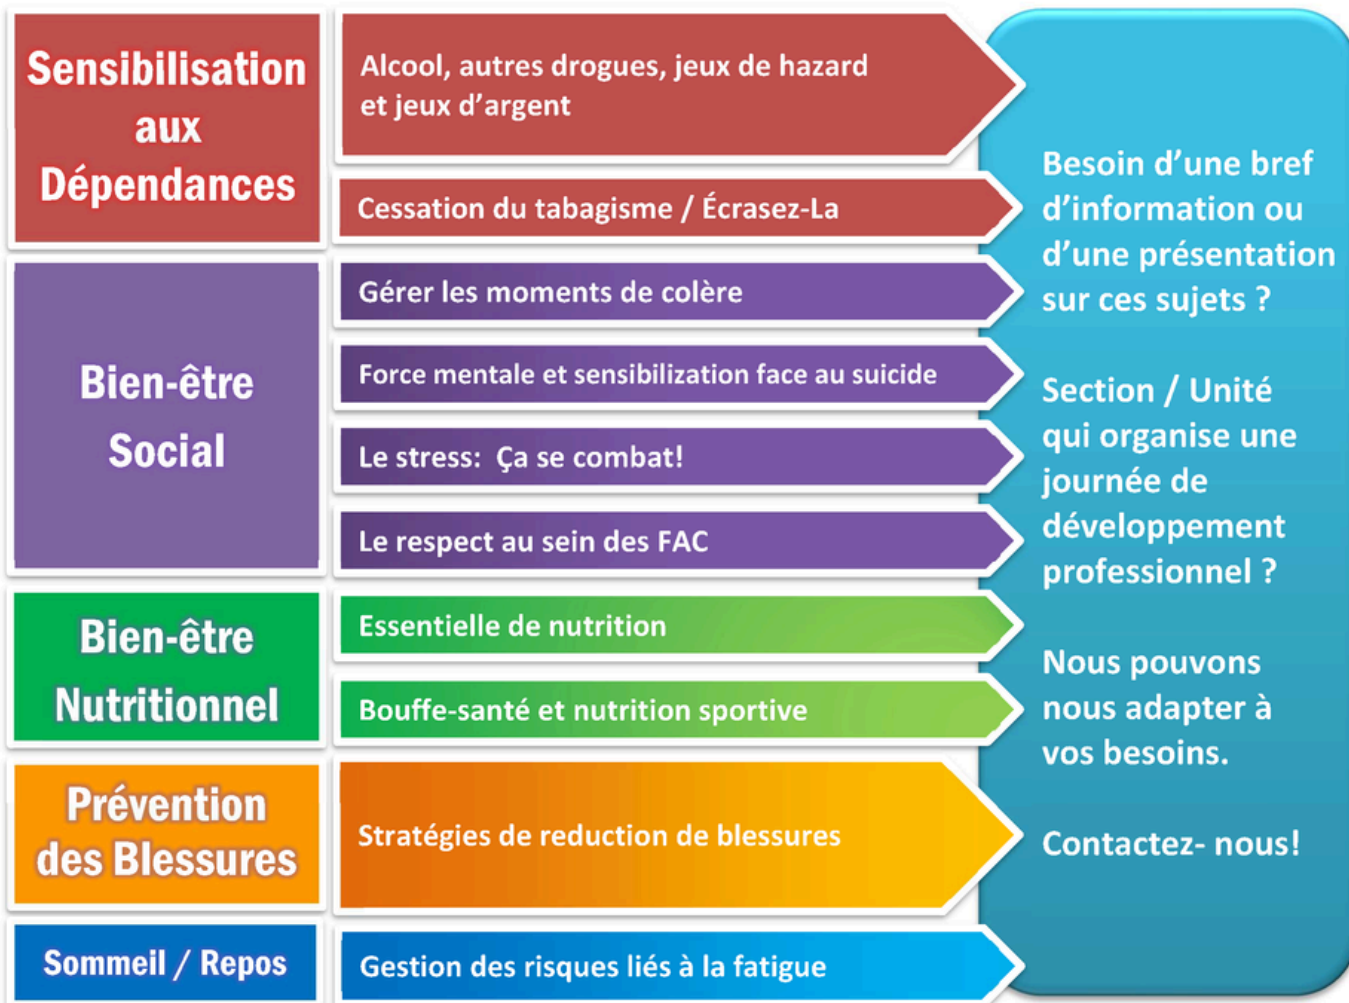 Sensibilisation
aux
Dépendances
Alcool, autres drogues, jeux de hazard
et jeux d'argent
Cessation du tabagisme / Écrasez-La
Bien-être
Social
Gérer les moments de colère
Force mentale et sensibilization face au suicide
Le stress:  Ça se combat!
Le respect au sein des FAC
Bien-être
Nutritionnel
Essentielle de nutrition
Bouffe-santé et nutrition sportive
Prévention
des Blessures
Stratégies de reduction de blessures
Sommeil / Repos
Gestion des risques liés à la fatigue
Besoin d'une bref
d'information ou
d'une présentation
sur ces sujets ?
Section / Unité
qui organise une
journée de
développement
professionnel ?
Nous pouvons
nous adapter à
vos besoins.
Contactez- nous!